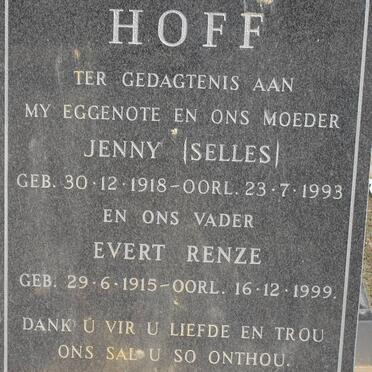 HOFF
TER GEDAGTENIS AAN
MY EGGENOTE EN ONS MOEDER
JENNY (SELLES)
GEB. 30·12·1918–OORL. 23·7·1993
EN ONS VADER
EVERT RENZE
GEB. 29·6·1915–OORL. 16·12·1999.
DANK U VIR U LIEFDE EN TROU
ONS SAL U SO ONTHOU.